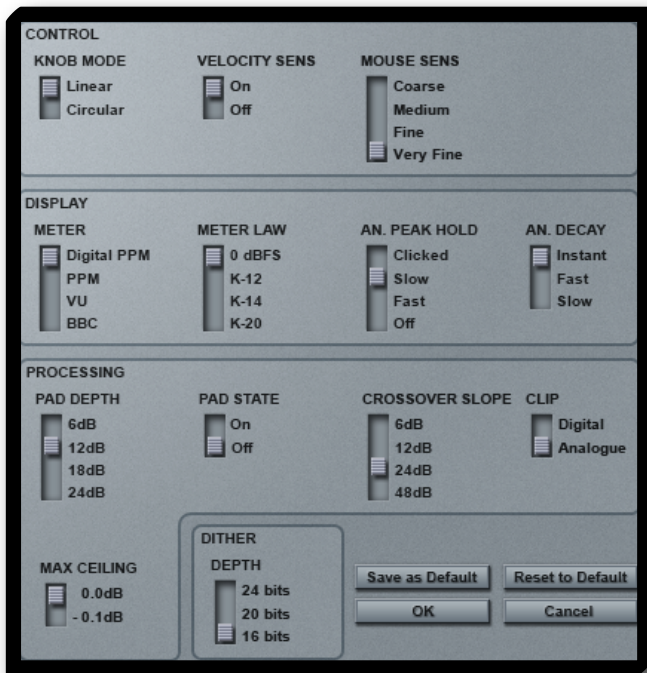 CONTROL
KNOB MODE
Linear
Circular
VELOCITY SENS
On
Off
MOUSE SENS
Coarse
Medium
Fine
Very Fine
DISPLAY
METER
Digital PPM
PPM
VU
BBC
METER LAW
0 dBFS
K-12
K-14
K-20
AN. PEAK HOLD
Clicked
Slow
Fast
Off
AN. DECAY
Instant
Fast
Slow
PROCESSING
PAD DEPTH
6dB
12dB
18dB
24dB
PAD STATE
On
Off
CROSSOVER SLOPE
6dB
12dB
24dB
48dB
CLIP
Digital
Analogue
MAX CEILING
0.0dB
- 0.1dB
DITHER
DEPTH
24 bits
20 bits
16 bits
Save as Default
Reset to Default
OK
Cancel